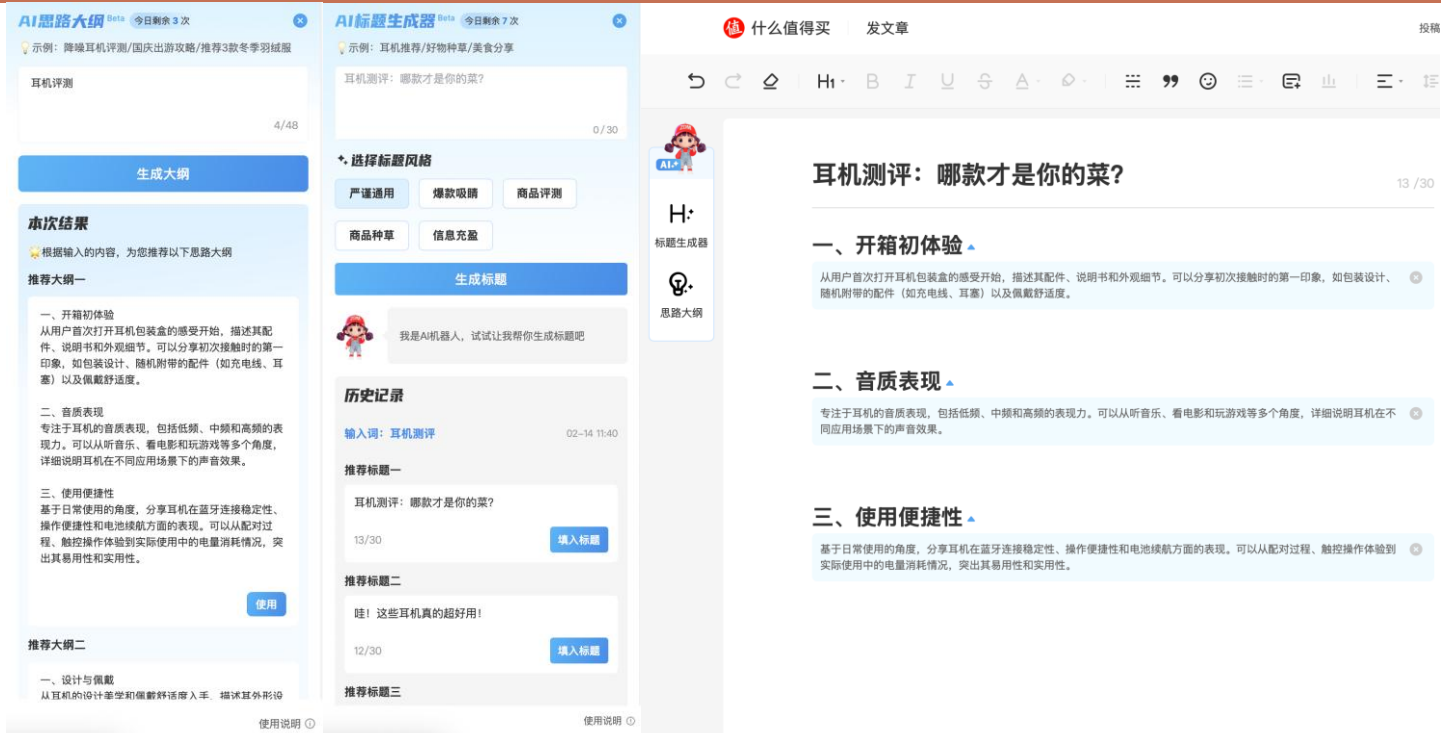 AI思路大纲 Beta 今日剩余 3 次
示例：降噪耳机评测/国庆出游攻略/推荐3款冬季羽绒服
耳机评测
4/48
生成大纲
本次结果
根据输入的内容，为您推荐以下思路大纲
推荐大纲一
一、开箱初体验
从用户首次打开耳机包装盒的感受开始，描述其配
件、说明书和外观细节。可以分享初次接触时的第一
印象，如包装设计、随机附带的配件（如充电线、耳
塞）以及佩戴舒适度。
二、音质表现
专注于耳机的音质表现，包括低频、中频和高频的表
现力。可以从听音乐、看电影和玩游戏等多个角度，
详细说明耳机在不同应用场景下的声音效果。
三、使用便捷性
基于日常使用的角度，分享耳机在蓝牙连接稳定性、
操作便捷性和电池续航方面的表现。可以从配对过
程、触控操作体验到实际使用中的电量消耗情况，突
出其易用性和实用性。
使用
推荐大纲二
一、设计与佩戴
从耳机的设计美学和佩戴舒适度入手，描述其外形设
使用说明
AI标题生成器 Beta 今日剩余 7 次
示例：耳机推荐/好物种草/美食分享
耳机测评：哪款才是你的菜？
0/30
选择标题风格
严谨通用 爆款吸睛 商品评测
商品种草 信息充盈
生成标题
我是AI机器人，试试让我帮你生成标题吧
历史记录
输入词：耳机测评 02-14 11:40
推荐标题一
耳机测评：哪款才是你的菜？
13/30 填入标题
推荐标题二
哇！这些耳机真的超好用！
12/30 填入标题
推荐标题三
使用说明
值 什么值得买 发文章 投稿
H1 B I U S A
AI
标题生成器
思路大纲
耳机测评：哪款才是你的菜？
13 /30
一、开箱初体验
从用户首次打开耳机包装盒的感受开始，描述其配件、说明书和外观细节。可以分享初次接触时的第一印象，如包装设计、
随机附带的配件（如充电线、耳塞）以及佩戴舒适度。
二、音质表现
专注于耳机的音质表现，包括低频、中频和高频的表现力。可以从听音乐、看电影和玩游戏等多个角度，详细说明耳机在不
同应用场景下的声音效果。
三、使用便捷性
基于日常使用的角度，分享耳机在蓝牙连接稳定性、操作便捷性和电池续航方面的表现。可以从配对过程、触控操作体验到
实际使用中的电量消耗情况，突出其易用性和实用性。